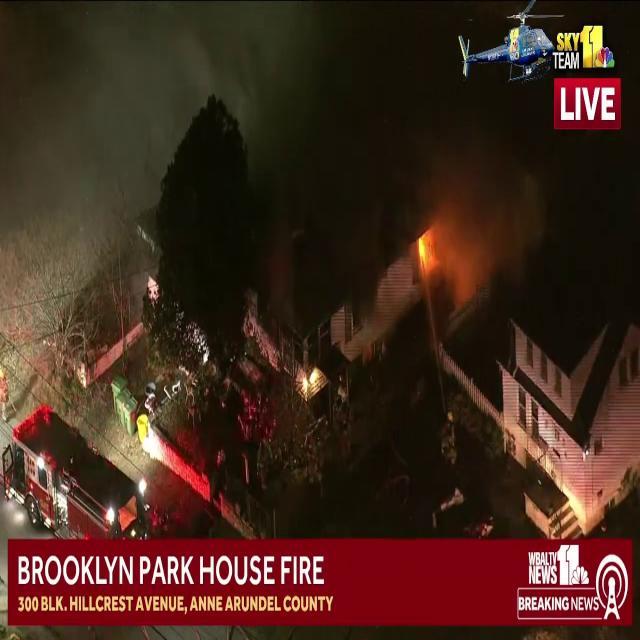 SKY
TEAM 11
LIVE
BROOKLYN PARK HOUSE FIRE
300 BLK. HILLCREST AVENUE, ANNE ARUNDEL COUNTY
WBALTV
NEWS 11
BREAKING NEWS